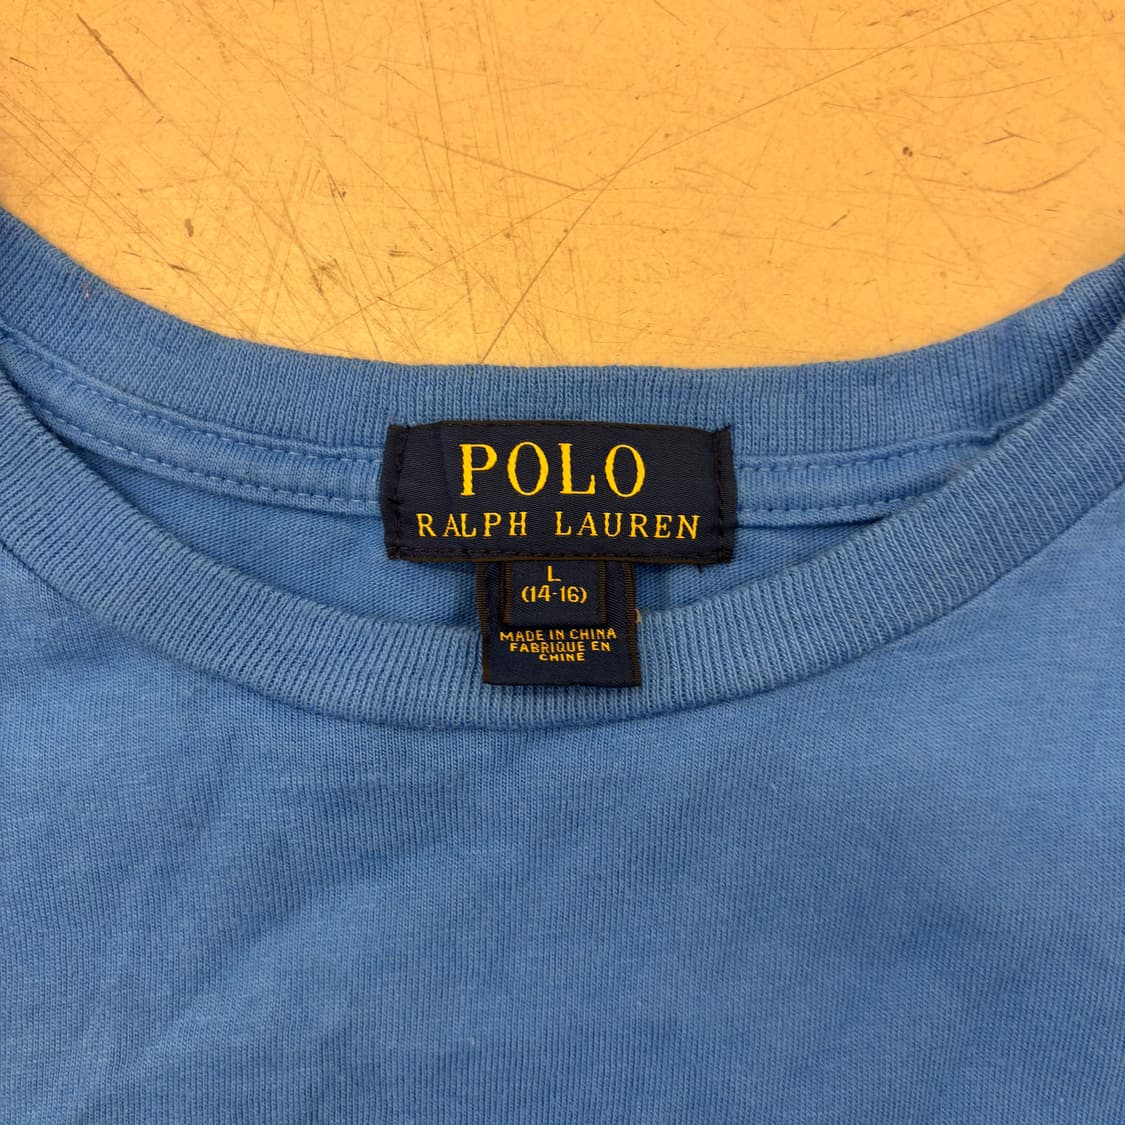 POLO
RALPH LAUREN
L
(14-16)
MADE IN CHINA
FABRIQUE EN
CHINE